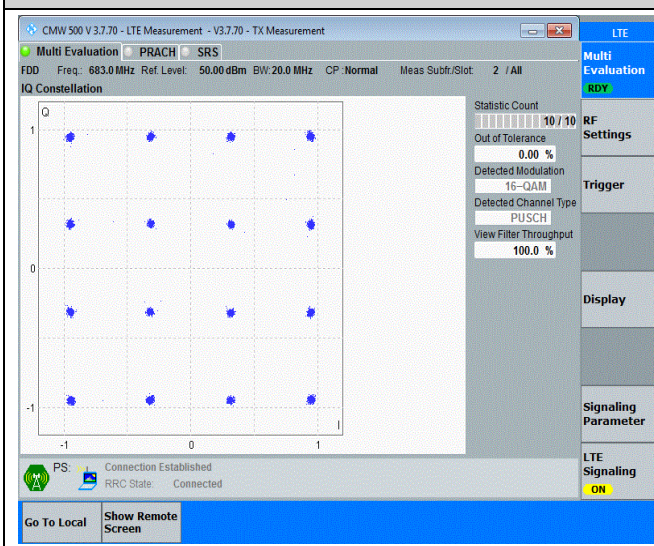 CMW 500 V 3.7.70 - LTE Measurement - V3.7.70 - TX Measurement
LTE
Multi Evaluation PRACH SRS
FDD Freq.: 683.0 MHz Ref. Level: 50.00 dBm BW: 20.0 MHz CP : Normal Meas Subfr./Slot: 2 / All
IQ Constellation
Q
1
0
-1
-1 0 1
I
Statistic Count
10 / 10
Out of Tolerance
0.00 %
Detected Modulation
16-QAM
Detected Channel Type
PUSCH
View Filter Throughput
100.0 %
Multi
Evaluation
RDY
RF
Settings
Trigger
Display
Signaling
Parameter
LTE
Signaling
ON
PS: Connection Established
RRC State: Connected
Go To Local
Show Remote
Screen